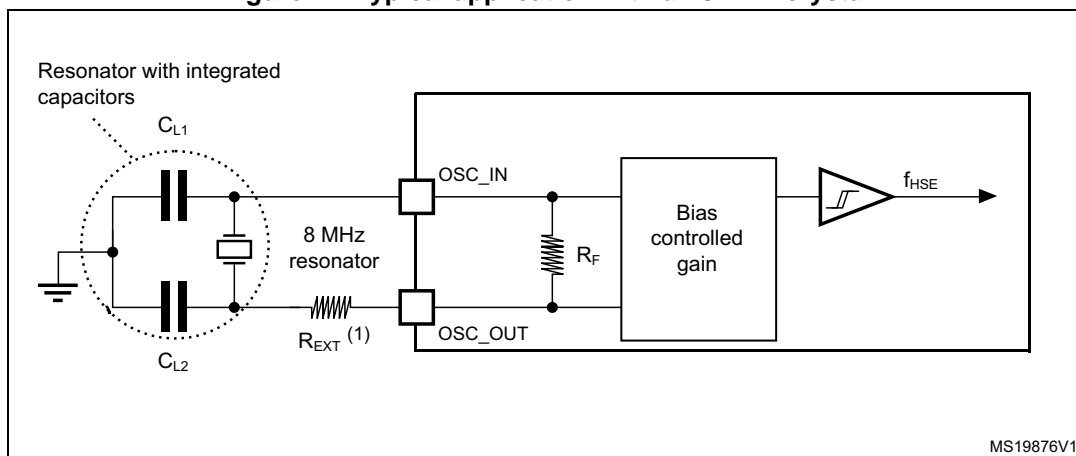 Resonator with integrated
capacitors
CL1
OSC_IN
fHSE
8 MHz
resonator
RF
Bias
controlled
gain
REXT (1)
OSC_OUT
CL2
MS19876V1